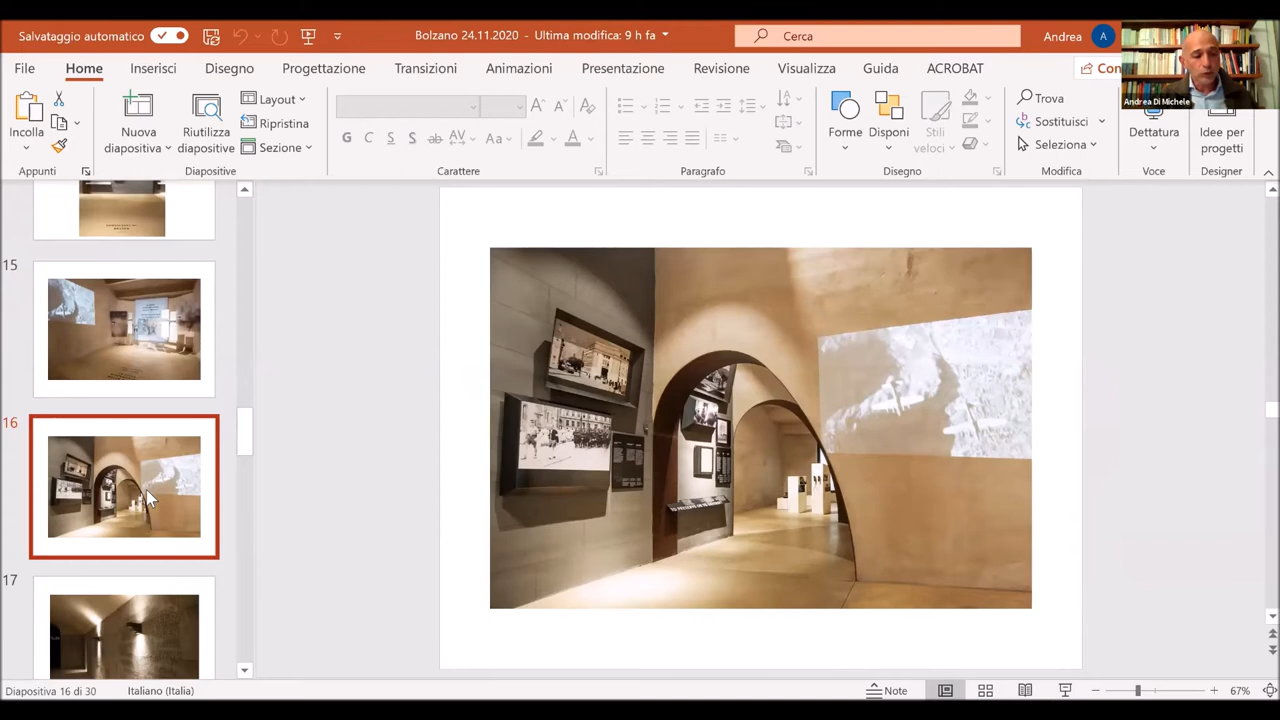 Salvataggio automatico
Bolzano 24.11.2020 - Ultima modifica: 9 h fa
Cerca
Andrea
A
Andrea Di Michele
File
Home
Inserisci
Disegno
Progettazione
Transizioni
Animazioni
Presentazione
Revisione
Visualizza
Guida
ACROBAT
Con
Incolla
Nuova
diapositiva
Riutilizza
diapositive
Layout
Ripristina
Sezione
G
C
S
S
AV
Aa
A
Forme
Disponi
Stili
veloci
Trova
Sostituisci
Seleziona
Dettatura
Idee per
progetti
Appunti
Diapositive
Carattere
Paragrafo
Disegno
Modifica
Voce
Designer
15
16
17
Diapositiva 16 di 30
Italiano (Italia)
Note
67%